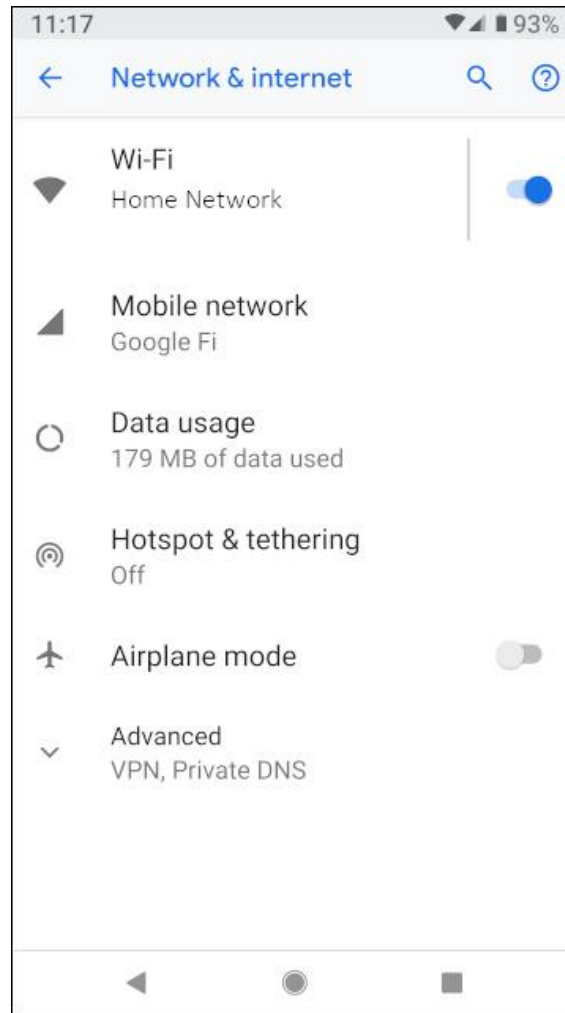 11:17 93%
Network & internet
Wi-Fi
Home Network
Mobile network
Google Fi
Data usage
179 MB of data used
Hotspot & tethering
Off
Airplane mode
Advanced
VPN, Private DNS